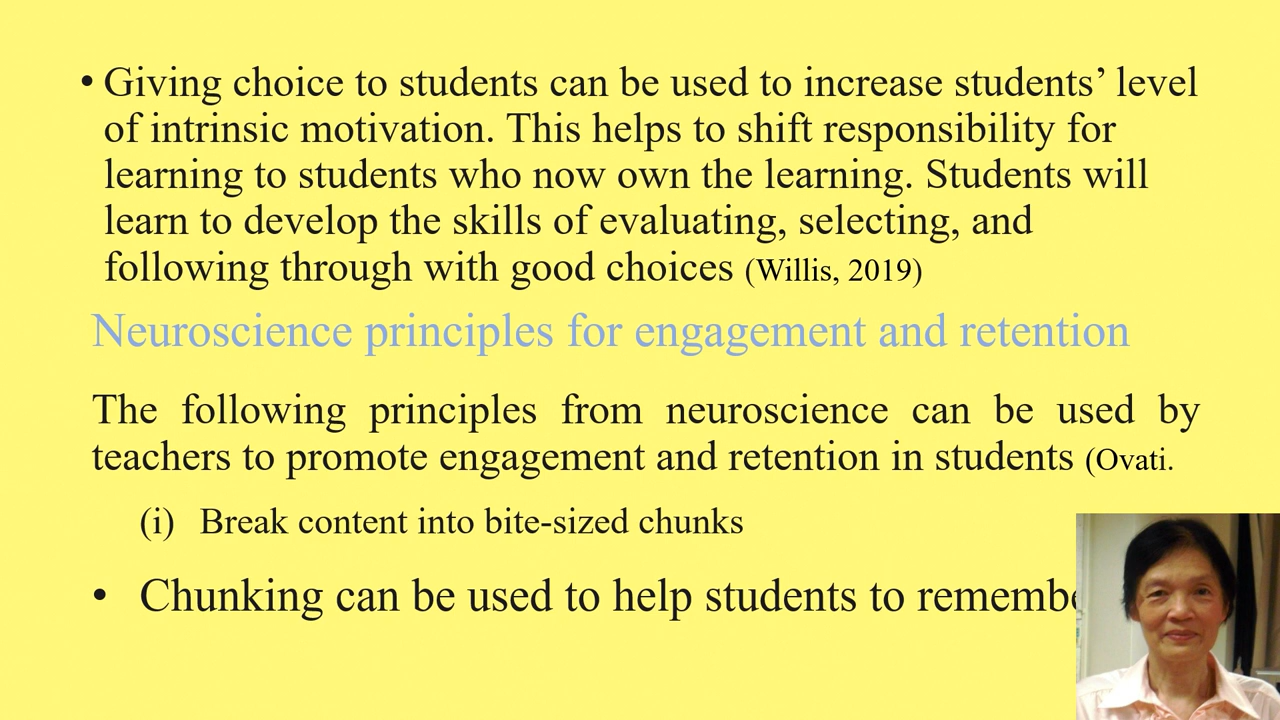 • Giving choice to students can be used to increase students’ level
of intrinsic motivation. This helps to shift responsibility for
learning to students who now own the learning. Students will
learn to develop the skills of evaluating, selecting, and
following through with good choices (Willis, 2019)
Neuroscience principles for engagement and retention
The following principles from neuroscience can be used by
teachers to promote engagement and retention in students (Ovati.
(i) Break content into bite-sized chunks
• Chunking can be used to help students to